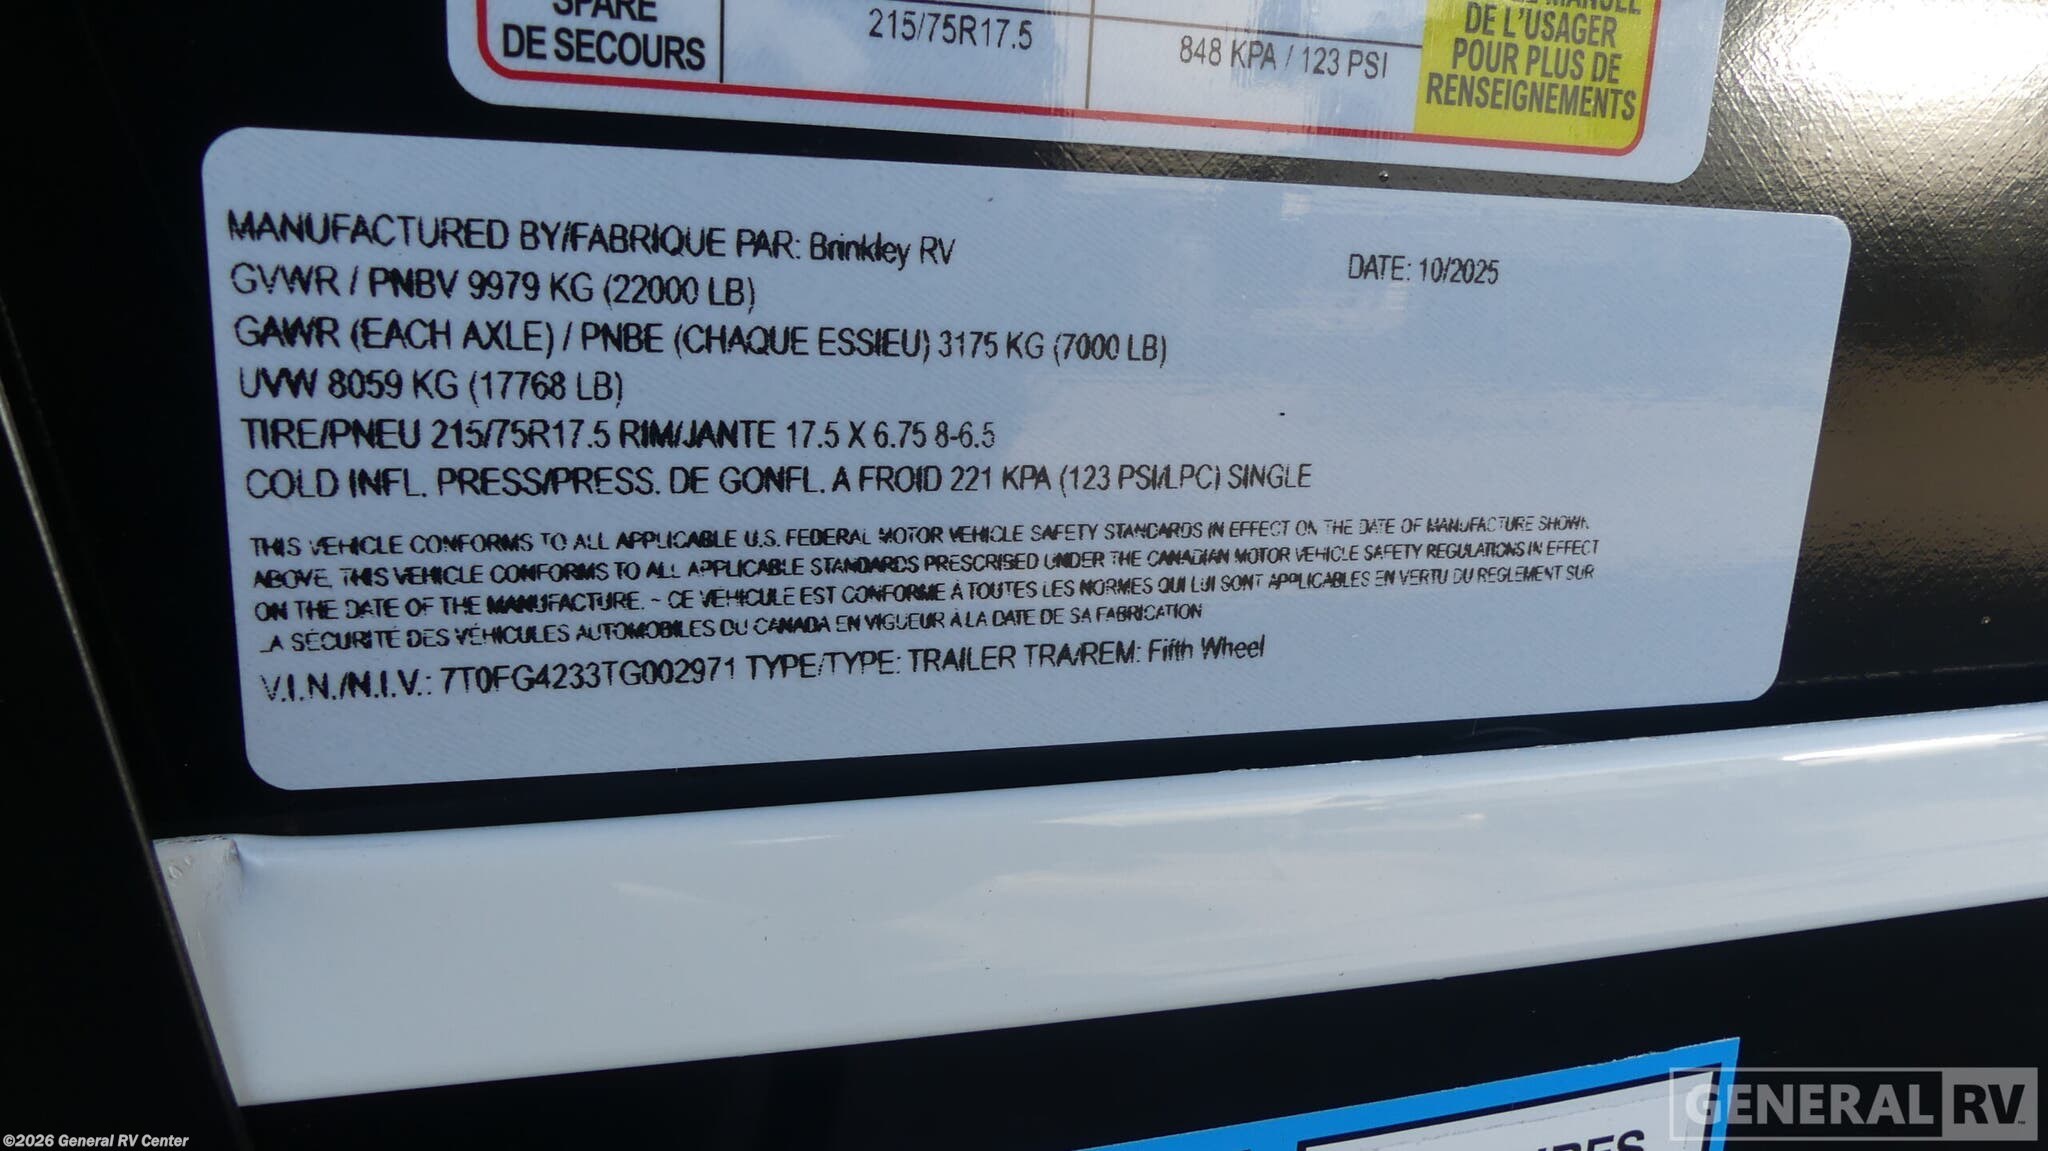 SPARE
DE SECOURS
215/75R17.5
848 KPA / 123 PSI
MANUEL
DE L'USAGER
POUR PLUS DE
RENSEIGNEMENTS
MANUFACTURED BY/FABRIQUE PAR: Brinkley RV
DATE: 10/2025
GVWR / PNBV 9979 KG (22000 LB)
GAWR (EACH AXLE) / PNBE (CHAQUE ESSIEU) 3175 KG (7000 LB)
UVW 8059 KG (17768 LB)
TIRE/PNEU 215/75R17.5 RIM/JANTE 17.5 X 6.75 8-6.5
COLD INFL. PRESS/PRESS. DE GONFL. A FROID 221 KPA (123 PSI/LPC) SINGLE
THIS VEHICLE CONFORMS TO ALL APPLICABLE U.S. FEDERAL MOTOR VEHICLE SAFETY STANDARDS IN EFFECT ON THE DATE OF MANUFACTURE SHOWN
ABOVE. THIS VEHICLE CONFORMS TO ALL APPLICABLE STANDARDS PRESCRISED UNDER THE CANADIAN MOTOR VEHICLE SAFETY REGULATIONS IN EFFECT
ON THE DATE OF THE MANUFACTURE. ~ CE VEHICULE EST CONFORME À TOUTES LES NORMES QUI LUI SONT APPLICABLES EN VERTU DU REGLEMENT SUR
LA SÉCURITÉ DES VÉHICULES AUTOMOBILES DU CANADA EN VIGUEUR À LA DATE DE SA FABRICATION
V.I.N./N.I.V.: 7T0FG4233TG002971 TYPE/TYPE: TRAILER TRA/REM: Fifth Wheel
GENERAL RV
©2026 General RV Center